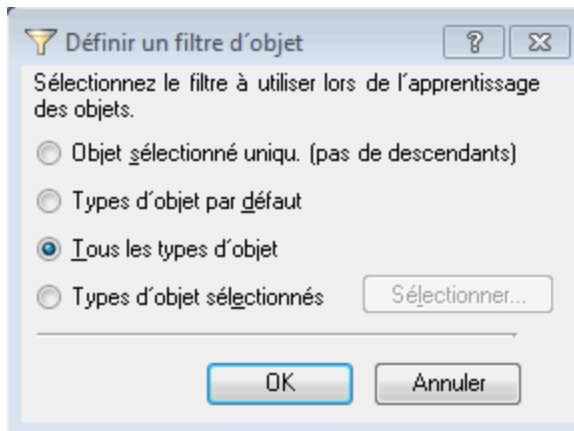 Définir un filtre d´objet
Sélectionnez le filtre à utiliser lors de l´apprentissage
des objets.
Objet sélectionné uniqu. (pas de descendants)
Types d´objet par défaut
Tous les types d´objet
Types d´objet sélectionnés
Sélectionner...
OK
Annuler